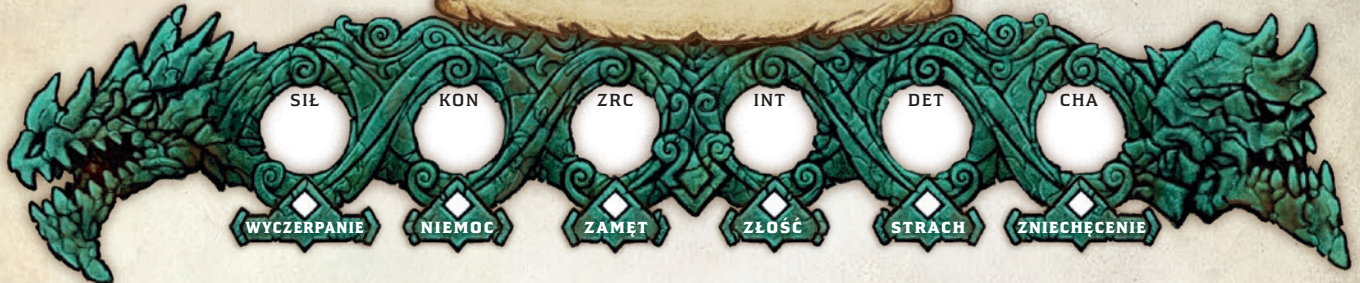 SIŁ KON ZRC INT DET CHA
WYCZERPANIE NIEMOC ZAMĘT ZŁOŚĆ STRACH ZNIECHĘCENIE